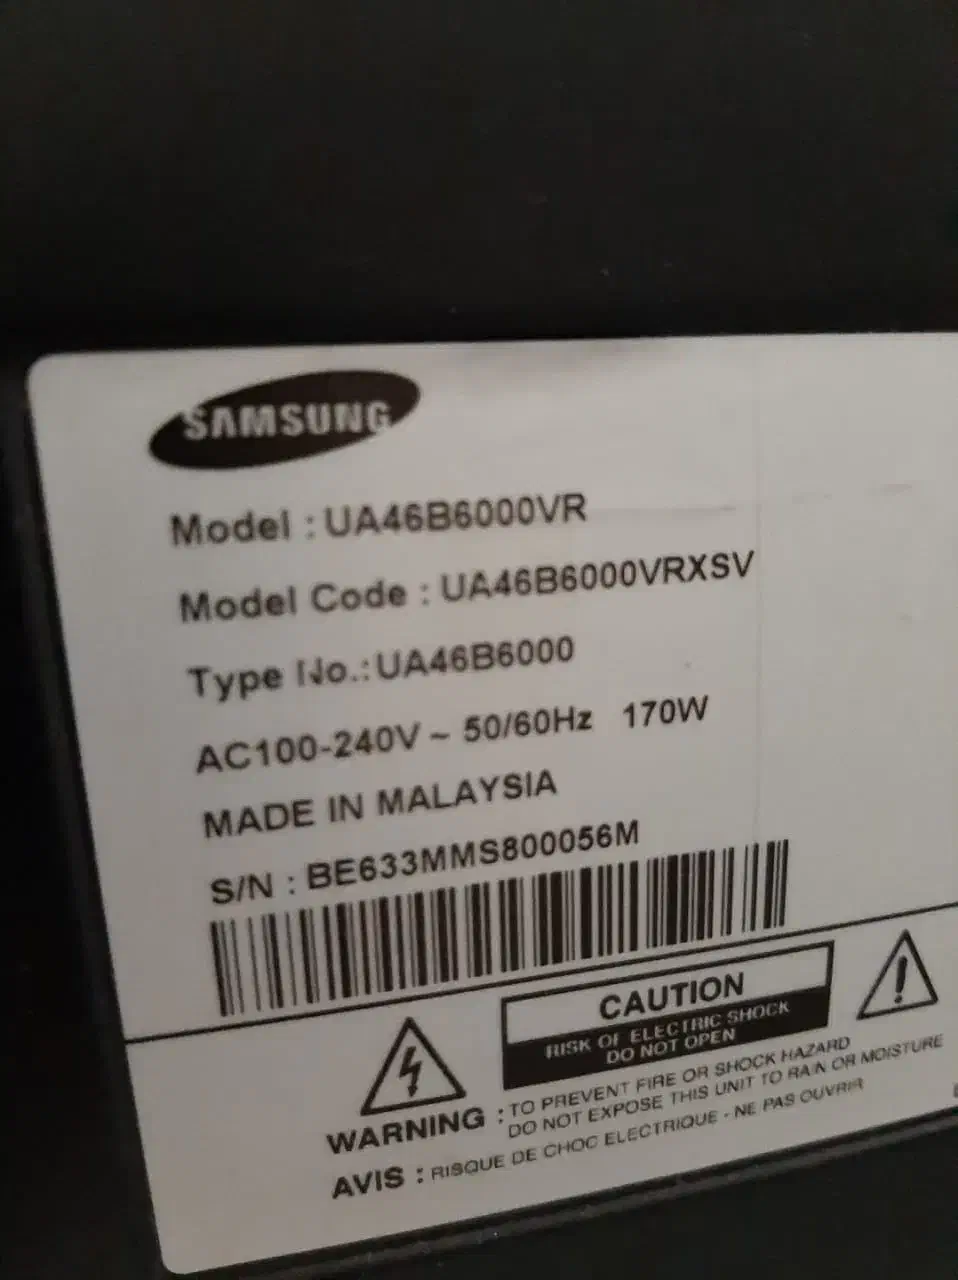 SAMSUNG
Model : UA46B6000VR
Model Code : UA46B6000VRXSV
Type No.:UA46B6000
AC100-240V ~ 50/60Hz 170W
MADE IN MALAYSIA
S/N : BE633MMS800056M
CAUTION
RISK OF ELECTRIC SHOCK
DO NOT OPEN
WARNING : TO PREVENT FIRE OR SHOCK HAZARD
DO NOT EXPOSE THIS UNIT TO RAIN OR MOISTURE
AVIS : RISQUE DE CHOC ELECTRIQUE - NE PAS OUVRIR